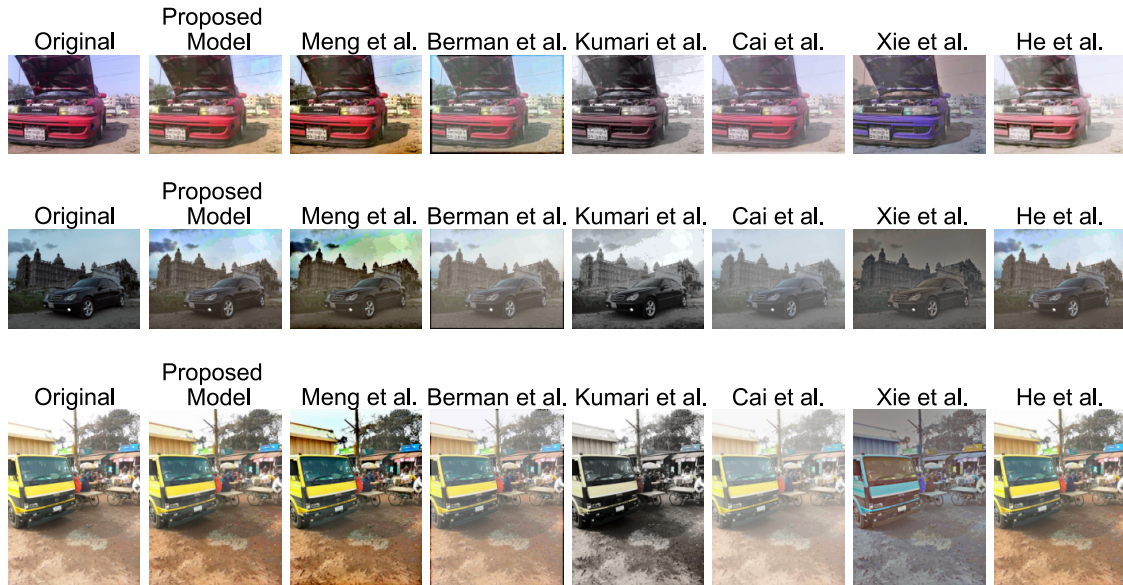 Original
Proposed
Model
Meng et al.
Berman et al.
Kumari et al.
Cai et al.
Xie et al.
He et al.
Original
Proposed
Model
Meng et al.
Berman et al.
Kumari et al.
Cai et al.
Xie et al.
He et al.
Original
Proposed
Model
Meng et al.
Berman et al.
Kumari et al.
Cai et al.
Xie et al.
He et al.